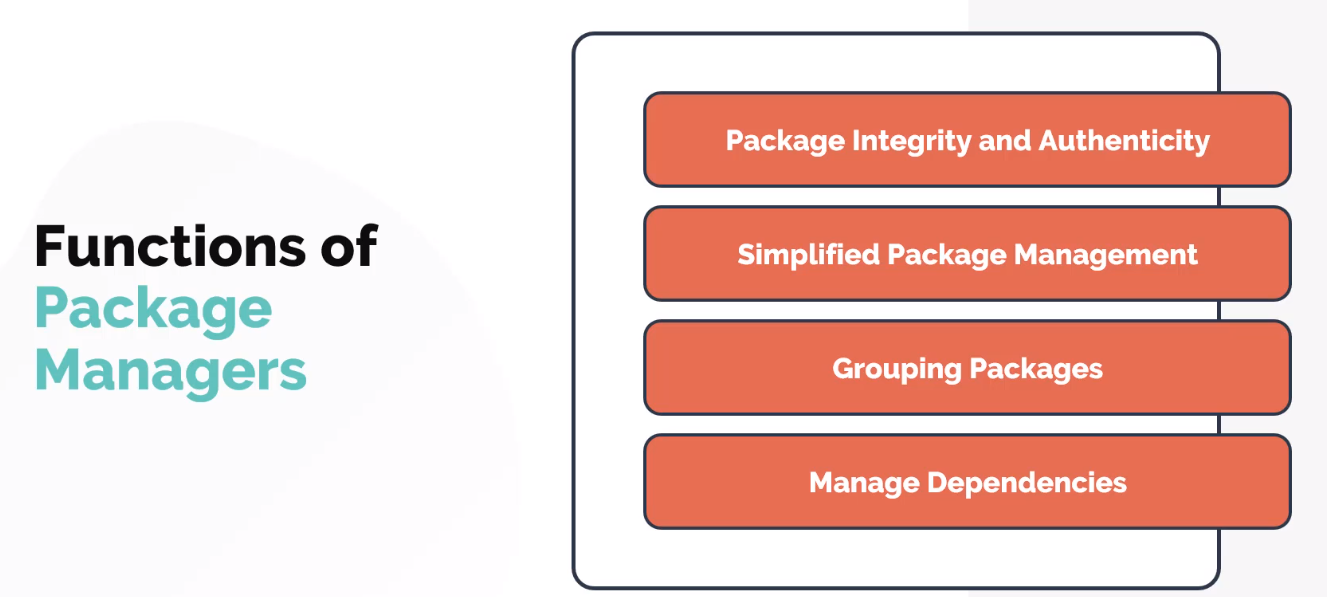 Functions of
Package
Managers
Package Integrity and Authenticity
Simplified Package Management
Grouping Packages
Manage Dependencies